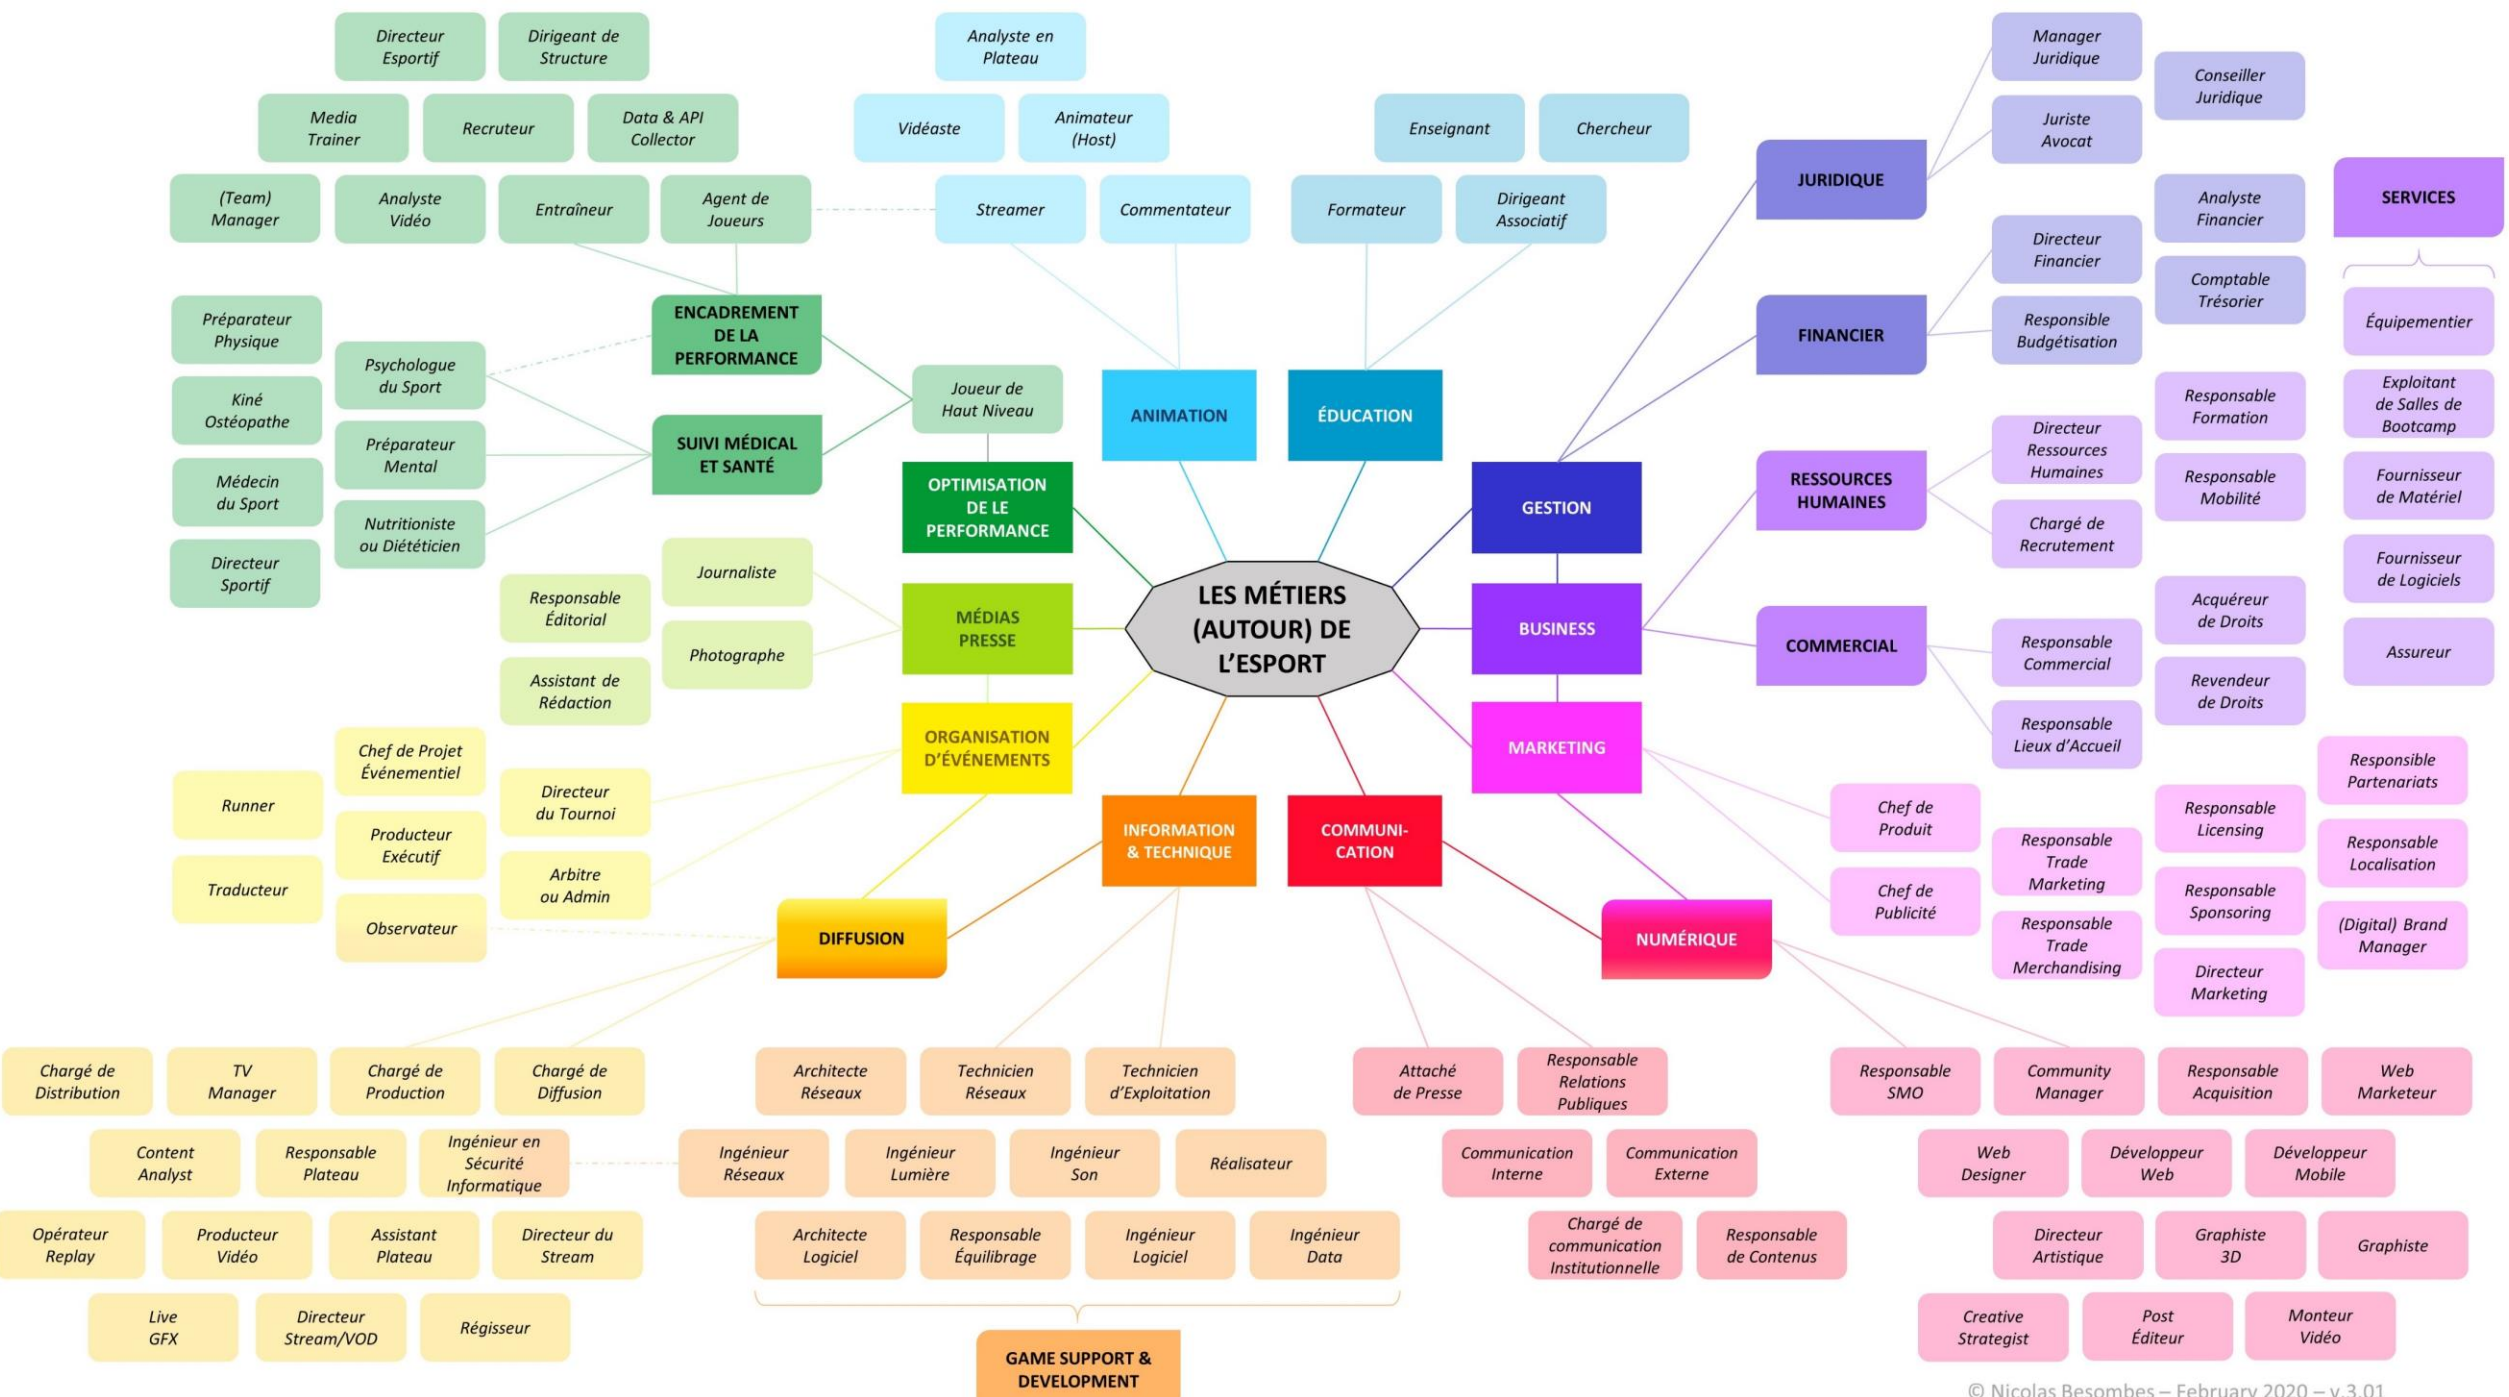 Directeur
Esportif
Dirigeant de
Structure
Media
Trainer
Recruteur
Data & API
Collector
(Team)
Manager
Analyste
Vidéo
Entraîneur
Agent de
Joueurs
ENCADREMENT
DE LA
PERFORMANCE
Préparateur
Physique
Psychologue
du Sport
Kiné
Ostéopathe
Préparateur
Mental
Médecin
du Sport
Nutritioniste
ou Diététicien
Directeur
Sportif
SUIVI MÉDICAL
ET SANTÉ
Joueur de
Haut Niveau
OPTIMISATION
DE LE
PERFORMANCE
Analyste en
Plateau
Vidéaste
Animateur
(Host)
Streamer
Commentateur
ANIMATION
Enseignant
Chercheur
Formateur
Dirigeant
Associatif
ÉDUCATION
Manager
Juridique
Conseiller
Juridique
Juriste
Avocat
JURIDIQUE
Analyste
Financier
Directeur
Financier
Comptable
Trésorier
Responsible
Budgétisation
FINANCIER
GESTION
SERVICES
Équipementier
Exploitant
de Salles de
Bootcamp
Fournisseur
de Matériel
Fournisseur
de Logiciels
Assureur
RESSOURCES
HUMAINES
Directeur
Ressources
Humaines
Responsable
Formation
Responsable
Mobilité
Chargé de
Recrutement
BUSINESS
COMMERCIAL
Responsable
Commercial
Acquéreur
de Droits
Revendeur
de Droits
Responsable
Lieux d'Accueil
LES MÉTIERS
(AUTOUR) DE
L'ESPORT
MÉDIAS
PRESSE
Journaliste
Responsable
Éditorial
Photographe
Assistant de
Rédaction
ORGANISATION
D'ÉVÉNEMENTS
Chef de Projet
Événementiel
Runner
Directeur
du Tournoi
Producteur
Exécutif
Traducteur
Arbitre
ou Admin
Observateur
INFORMATION
& TECHNIQUE
COMMUNI-
CATION
MARKETING
Responsible
Partenariats
Chef de
Produit
Responsable
Licensing
Responsable
Trade
Marketing
Responsable
Localisation
Chef de
Publicité
Responsable
Sponsoring
Responsable
Trade
Merchandising
(Digital) Brand
Manager
Directeur
Marketing
DIFFUSION
NUMÉRIQUE
Chargé de
Distribution
TV
Manager
Chargé de
Production
Chargé de
Diffusion
Content
Analyst
Responsable
Plateau
Ingénieur en
Sécurité
Informatique
Opérateur
Replay
Producteur
Vidéo
Assistant
Plateau
Directeur du
Stream
Live
GFX
Directeur
Stream/VOD
Régisseur
Architecte
Réseaux
Technicien
Réseaux
Technicien
d'Exploitation
Ingénieur
Réseaux
Ingénieur
Lumière
Ingénieur
Son
Réalisateur
Architecte
Logiciel
Responsable
Équilibrage
Ingénieur
Logiciel
Ingénieur
Data
GAME SUPPORT &
DEVELOPMENT
Attaché
de Presse
Responsable
Relations
Publiques
Communication
Interne
Communication
Externe
Chargé de
communication
Institutionnelle
Responsable
de Contenus
Responsable
SMO
Community
Manager
Responsable
Acquisition
Web
Marketeur
Web
Designer
Développeur
Web
Développeur
Mobile
Directeur
Artistique
Graphiste
3D
Graphiste
Creative
Strategist
Post
Éditeur
Monteur
Vidéo
© Nicolas Besombes – February 2020 – v.3.01